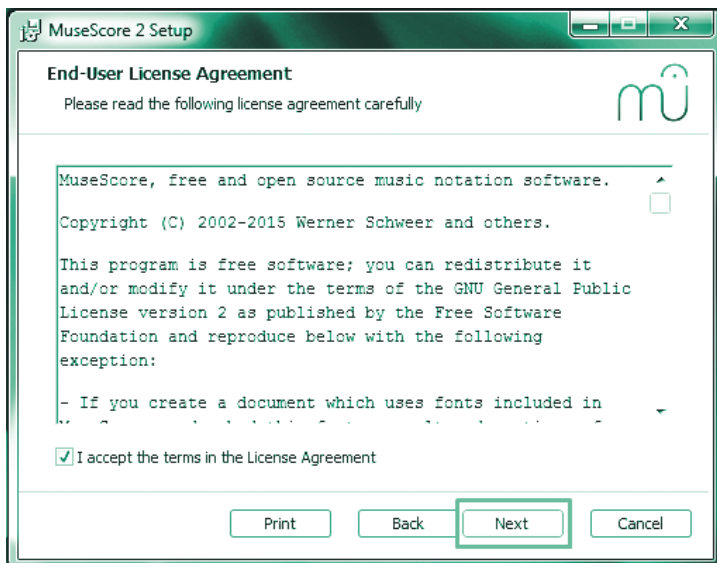 MuseScore 2 Setup
End-User License Agreement
Please read the following license agreement carefully
MuseScore, free and open source music notation software.
Copyright (C) 2002-2015 Werner Schweer and others.
This program is free software; you can redistribute it
and/or modify it under the terms of the GNU General Public
License version 2 as published by the Free Software
Foundation and reproduce below with the following
exception:
- If you create a document which uses fonts included in
I accept the terms in the License Agreement
Print Back Next Cancel